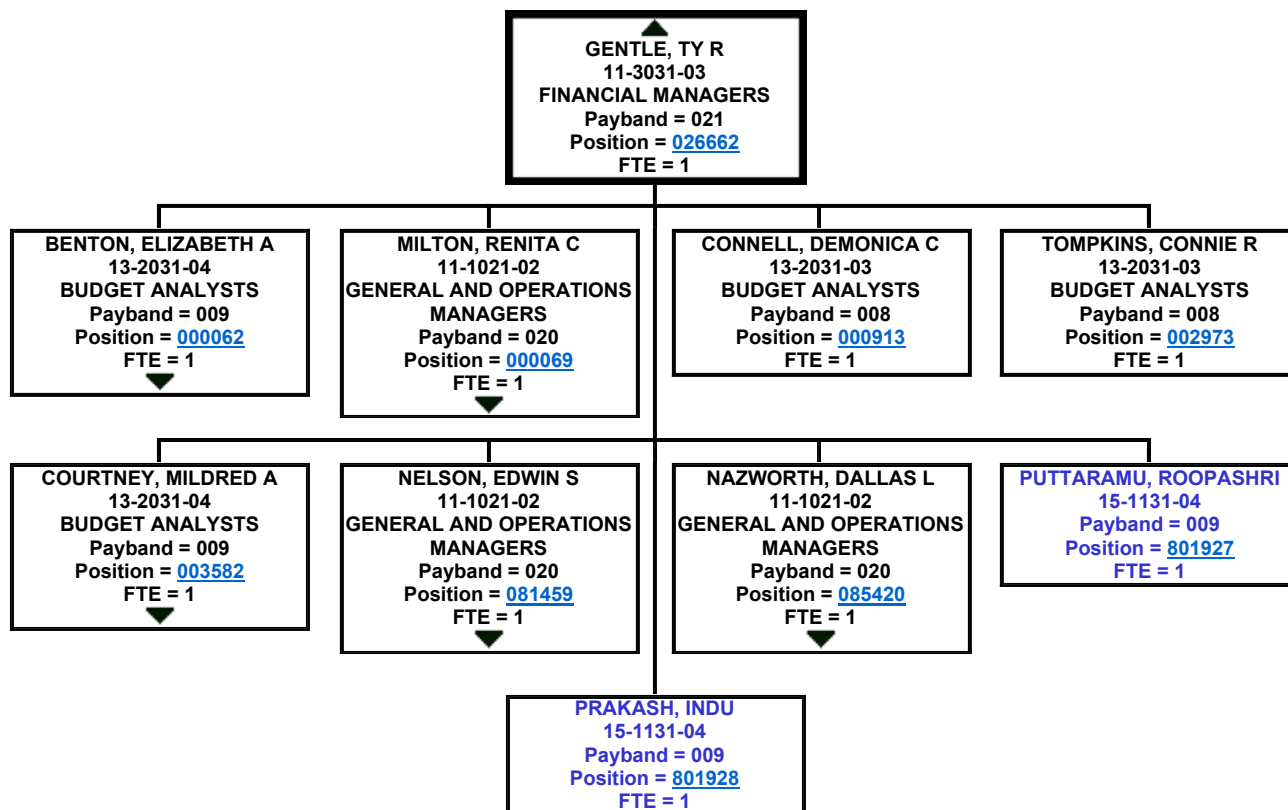 GENTLE, TY R
11-3031-03
FINANCIAL MANAGERS
Payband = 021
Position = 026662
FTE = 1
BENTON, ELIZABETH A
13-2031-04
BUDGET ANALYSTS
Payband = 009
Position = 000062
FTE = 1
MILTON, RENITA C
11-1021-02
GENERAL AND OPERATIONS
MANAGERS
Payband = 020
Position = 000069
FTE = 1
CONNELL, DEMONICA C
13-2031-03
BUDGET ANALYSTS
Payband = 008
Position = 000913
FTE = 1
TOMPKINS, CONNIE R
13-2031-03
BUDGET ANALYSTS
Payband = 008
Position = 002973
FTE = 1
COURTNEY, MILDRED A
13-2031-04
BUDGET ANALYSTS
Payband = 009
Position = 003582
FTE = 1
NELSON, EDWIN S
11-1021-02
GENERAL AND OPERATIONS
MANAGERS
Payband = 020
Position = 081459
FTE = 1
NAZWORTH, DALLAS L
11-1021-02
GENERAL AND OPERATIONS
MANAGERS
Payband = 020
Position = 085420
FTE = 1
PUTTARAMU, ROOPASHRI
15-1131-04
Payband = 009
Position = 801927
FTE = 1
PRAKASH, INDU
15-1131-04
Payband = 009
Position = 801928
FTE = 1